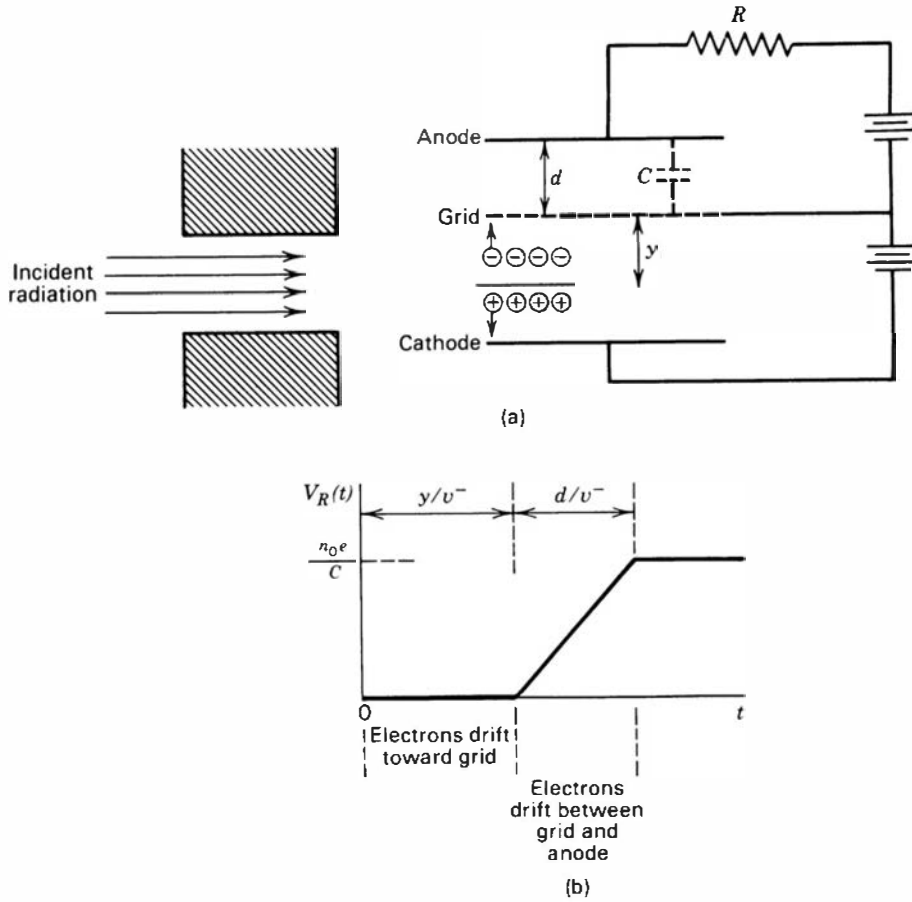 R
Anode
d
C
Grid
y
Incident
radiation
Cathode
(a)
V_R(t)
y/v⁻
d/v⁻
n₀e
C
0
t
Electrons drift
toward grid
Electrons
drift between
grid and
anode
(b)